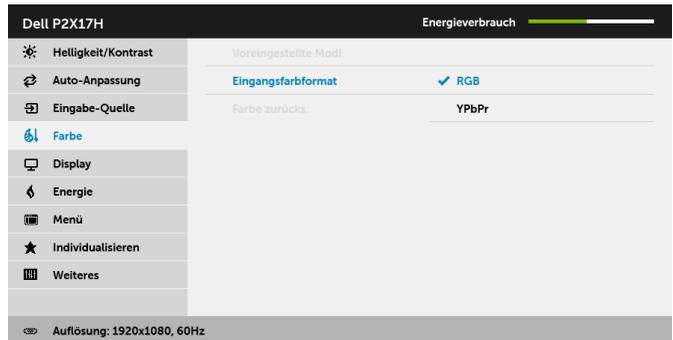 Dell P2X17H
Energieverbrauch
Helligkeit/Kontrast
Voreingestellte Modi
Auto-Anpassung
Eingangsfarbformat
RGB
Eingabe-Quelle
Farbe zurücks.
YPbPr
Farbe
Display
Energie
Menü
Individualisieren
Weiteres
Auflösung: 1920x1080, 60Hz